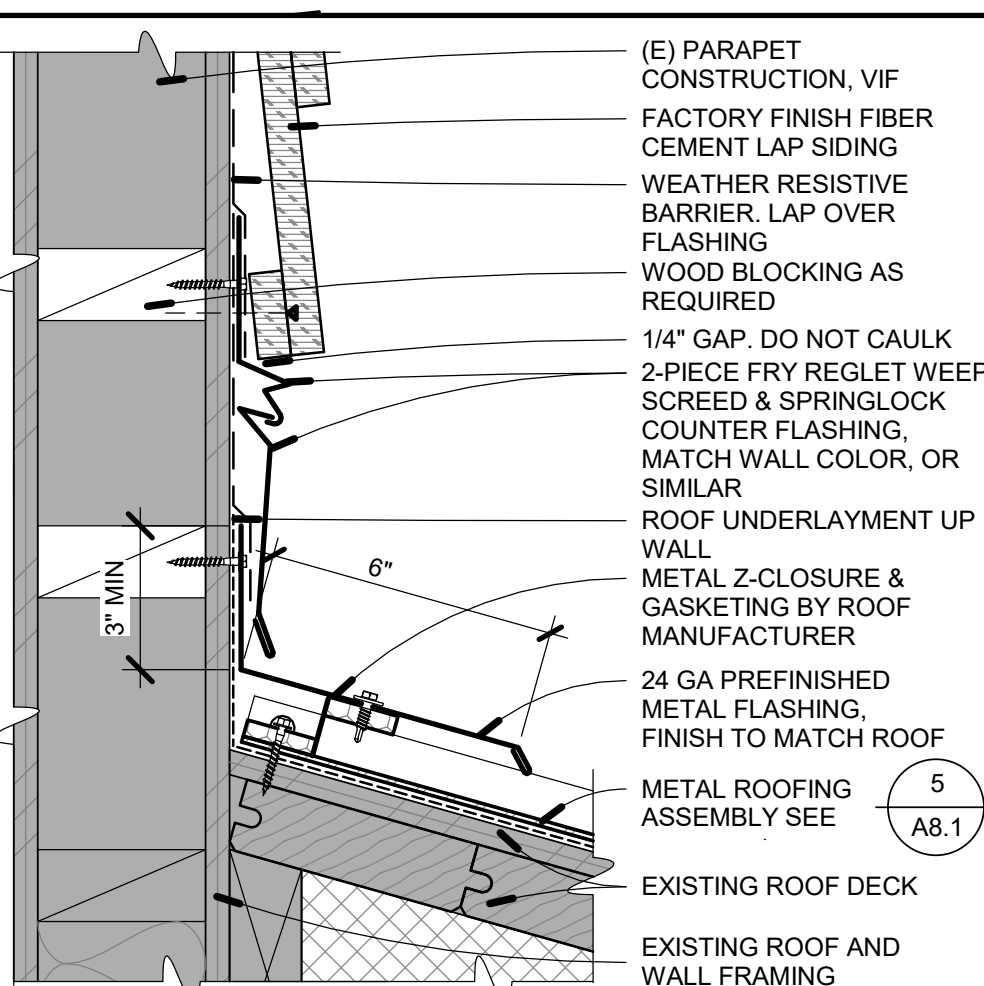 (E) PARAPET
CONSTRUCTION, VIF
FACTORY FINISH FIBER
CEMENT LAP SIDING
WEATHER RESISTIVE
BARRIER. LAP OVER
FLASHING
WOOD BLOCKING AS
REQUIRED
1/4" GAP. DO NOT CAULK
2-PIECE FRY REGLET WEEP
SCREED & SPRINGLOCK
COUNTER FLASHING,
MATCH WALL COLOR, OR
SIMILAR
ROOF UNDERLAYMENT UP
WALL
METAL Z-CLOSURE &
GASKETING BY ROOF
MANUFACTURER
24 GA PREFINISHED
METAL FLASHING,
FINISH TO MATCH ROOF
METAL ROOFING
ASSEMBLY SEE
5
A8.1
EXISTING ROOF DECK
EXISTING ROOF AND
WALL FRAMING
3" MIN
6"